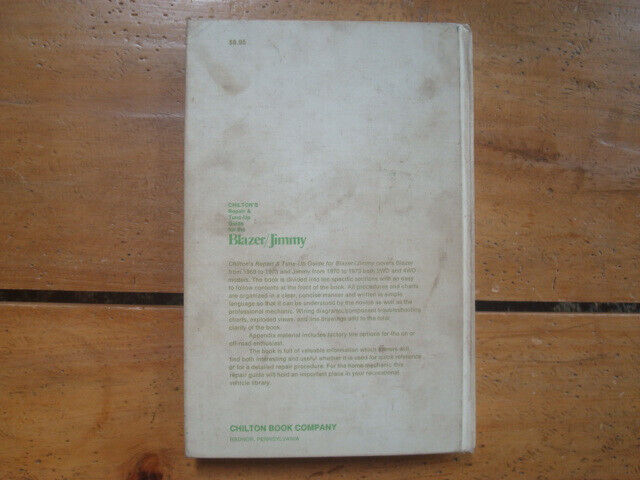 $8.95
CHILTON'S
Repair &
Tune-Up
Guide
for the
Blazer/Jimmy
Chilton's Repair & Tune-Up Guide for Blazer/Jimmy covers Blazer
from 1969 to 1973 and Jimmy from 1970 to 1973 both 2WD and 4WD
models. The book is divided into ten specific sections with an easy
to follow contents at the front of the book. All procedures and charts
are organized in a clear, concise manner and written in simple
language so that it can be understood by the novice as well as the
professional mechanic. Wiring diagrams, composed troubleshooting
charts, exploded views, and line drawings add to the total
clarity of the book.
Appendix material includes factory tire options for the on or
off-road enthusiast.
The book is full of valuable information which owners will
find both interesting and useful whether it is used for quick reference
or for a detailed repair procedure. For the home mechanic this
repair guide will hold an important place in your recreational
vehicle library.
CHILTON BOOK COMPANY
RADNOR, PENNSYLVANIA